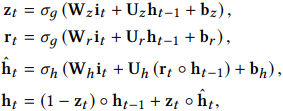 z_t = σ_g (W_z i_t + U_z h_{t−1} + b_z) ,
r_t = σ_g (W_r i_t + U_r h_{t−1} + b_r) ,
ĥ_t = σ_h (W_h i_t + U_h (r_t ∘ h_{t−1}) + b_h) ,
h_t = (1 − z_t) ∘ h_{t−1} + z_t ∘ ĥ_t,